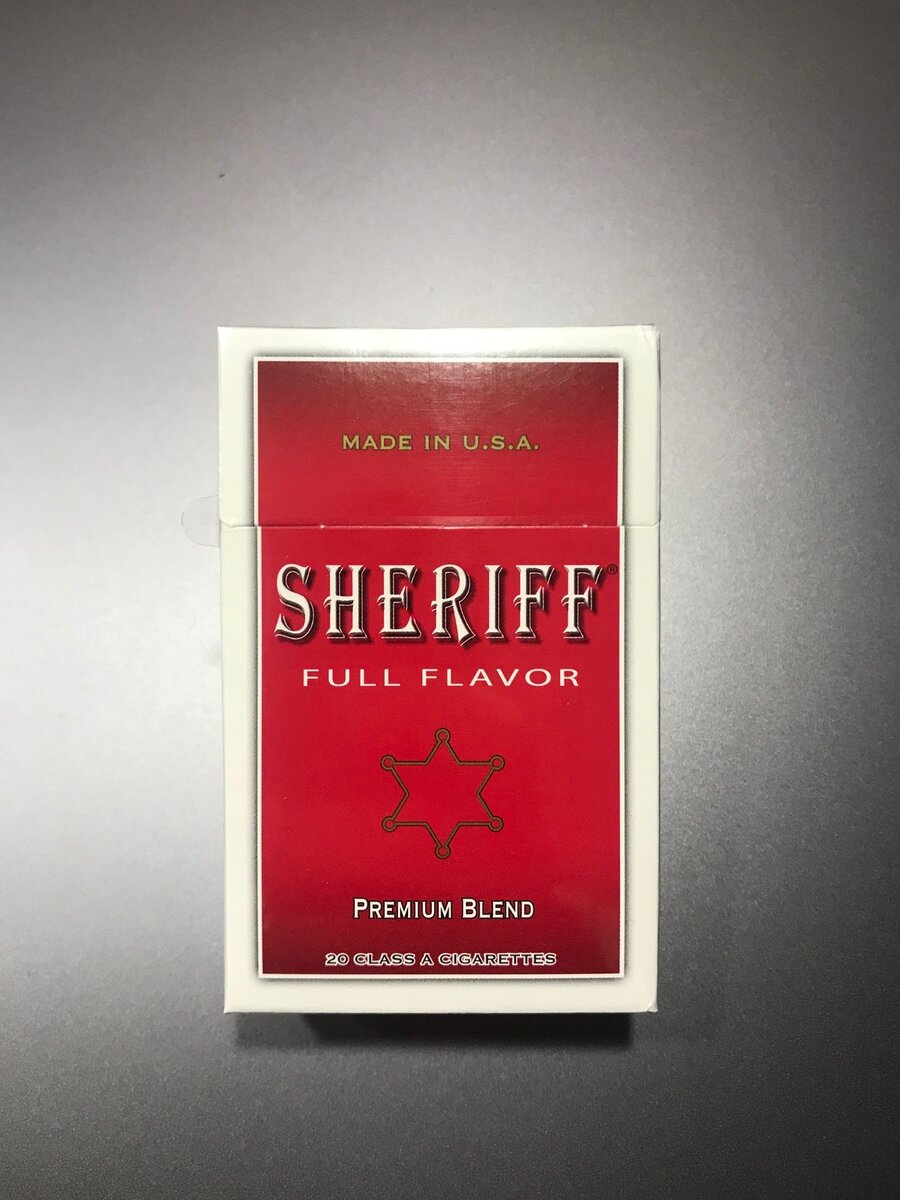 MADE IN U.S.A.
SHERIFF®
FULL FLAVOR
PREMIUM BLEND
20 CLASS A CIGARETTES